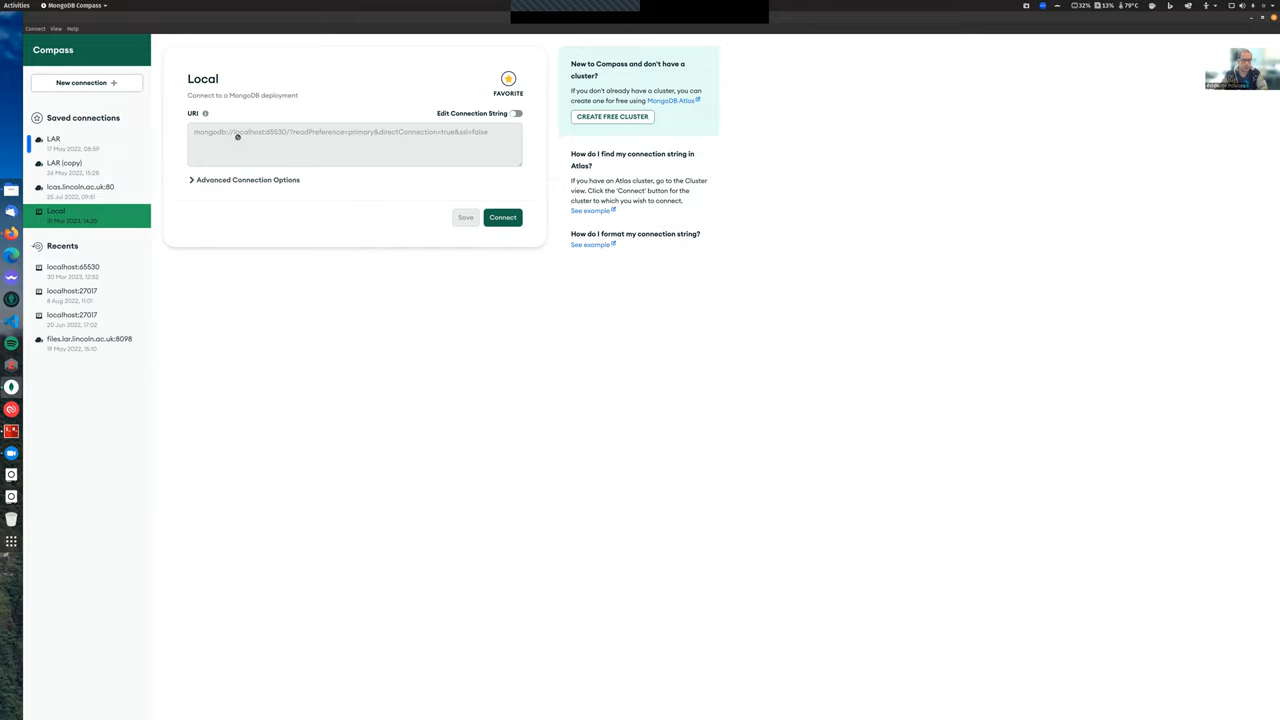 Activities
MongoDB Compass
32%
13%
79°C
Connect View Help
Compass
New connection +
Saved connections
LAR
17 May 2022, 08:59
LAR (copy)
26 May 2022, 15:28
lcas.lincoln.ac.uk:80
25 Jul 2022, 09:51
Local
31 Mar 2023, 14:25
Recents
localhost:65530
30 Mar 2023, 12:52
localhost:27017
8 Aug 2022, 11:01
localhost:27017
20 Jun 2022, 17:02
files.lar.lincoln.ac.uk:8098
19 May 2022, 15:10
Local
Connect to a MongoDB deployment
FAVORITE
URI
Edit Connection String
mongodb://localhost:65530/?readPreference=primary&directConnection=true&ssl=false
Advanced Connection Options
Save
Connect
New to Compass and don't have a
cluster?
If you don't already have a cluster, you can
create one for free using MongoDB Atlas
CREATE FREE CLUSTER
How do I find my connection string in
Atlas?
If you have an Atlas cluster, go to the Cluster
view. Click the 'Connect' button for the
cluster to which you wish to connect.
See example
How do I format my connection string?
See example